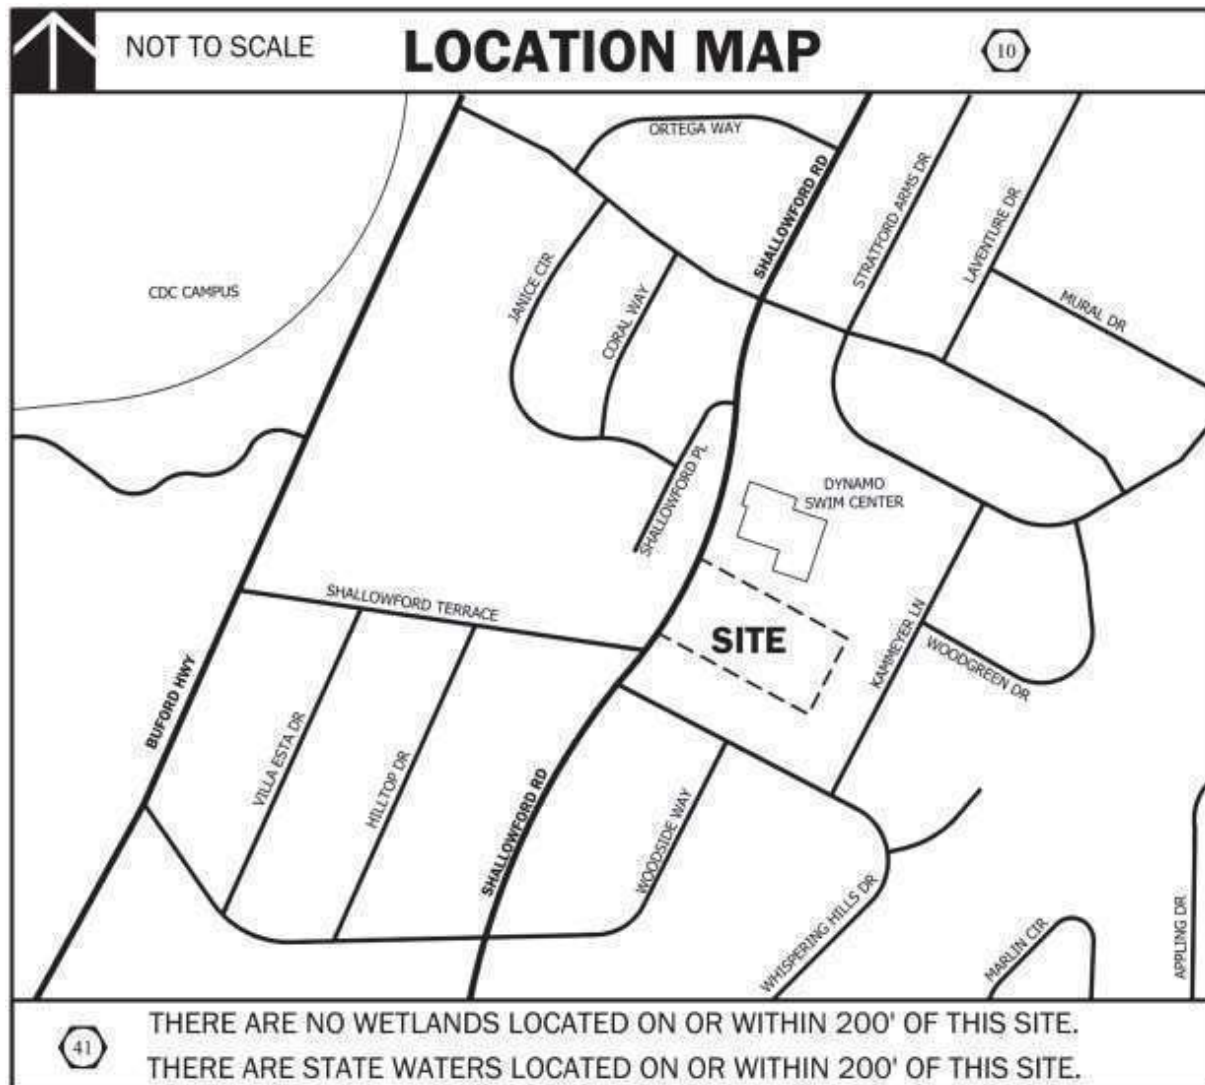 NOT TO SCALE
LOCATION MAP
10
ORTEGA WAY
SHALLOWFORD RD
STRATFORD ARMS DR
LAVENTURE DR
MURAL DR
CDC CAMPUS
JANICE CIR
CORAL WAY
SHALLOWFORD PL
DYNAMO
SWIM CENTER
SHALLOWFORD TERRACE
SITE
KAMMEYER LN
WOODGREEN DR
BUFORD HWY
VILLA ESTA DR
HILLTOP DR
SHALLOWFORD RD
WOODSIDE WAY
WHISPERING HILLS DR
MARLIN CIR
APPLING DR
41
THERE ARE NO WETLANDS LOCATED ON OR WITHIN 200' OF THIS SITE.
THERE ARE STATE WATERS LOCATED ON OR WITHIN 200' OF THIS SITE.